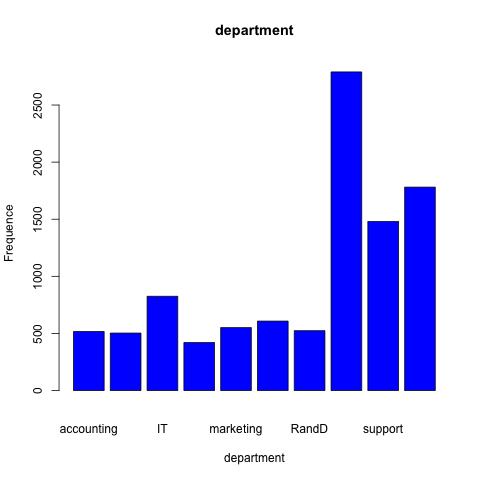 department
Frequence
2500
2000
1500
1000
500
0
accounting IT marketing RandD support
department